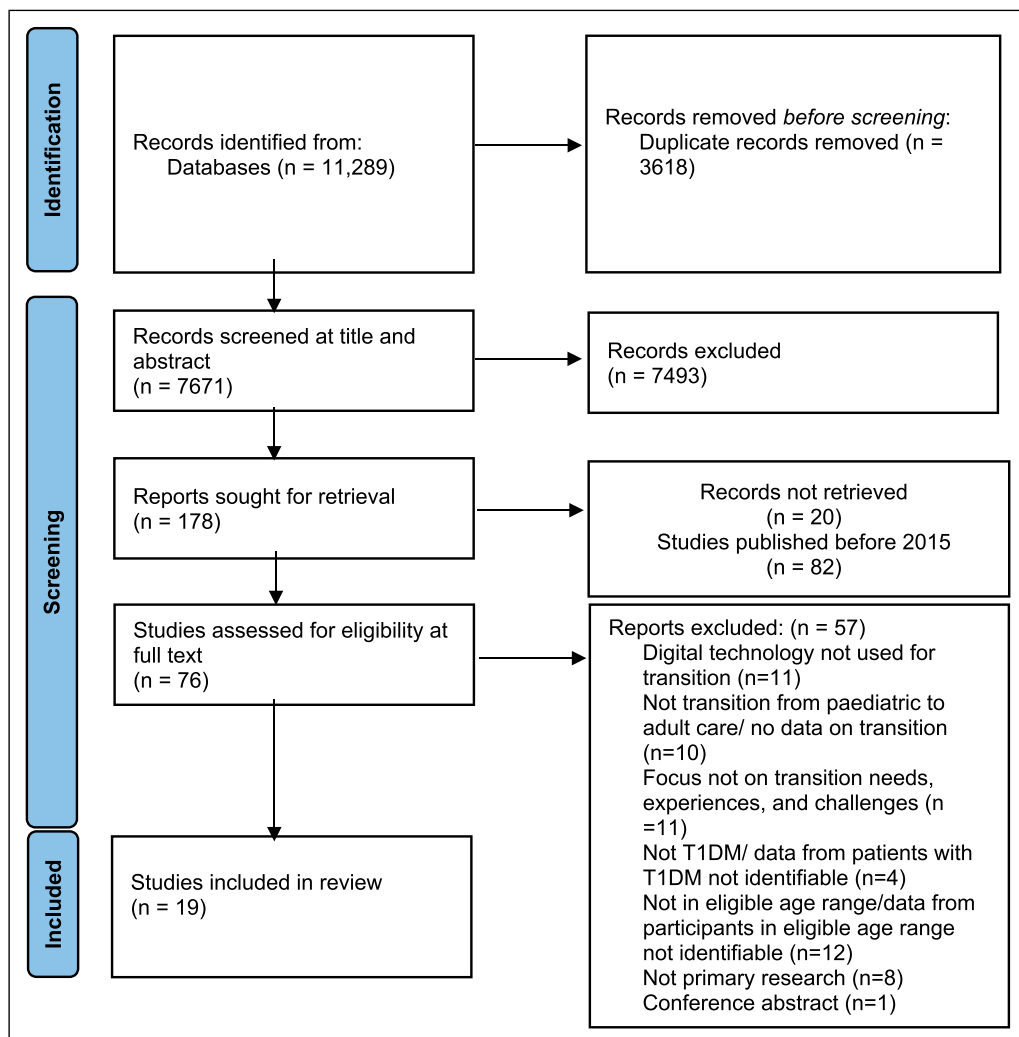 Identification
Records identified from:
Databases (n = 11,289)
Records removed before screening:
Duplicate records removed (n =
3618)
Screening
Records screened at title and
abstract
(n = 7671)
Records excluded
(n = 7493)
Reports sought for retrieval
(n = 178)
Records not retrieved
(n = 20)
Studies published before 2015
(n = 82)
Studies assessed for eligibility at
full text
(n = 76)
Reports excluded: (n = 57)
Digital technology not used for
transition (n=11)
Not transition from paediatric to
adult care/ no data on transition
(n=10)
Focus not on transition needs,
experiences, and challenges (n
=11)
Not T1DM/ data from patients with
T1DM not identifiable (n=4)
Not in eligible age range/data from
participants in eligible age range
not identifiable (n=12)
Not primary research (n=8)
Conference abstract (n=1)
Included
Studies included in review
(n = 19)